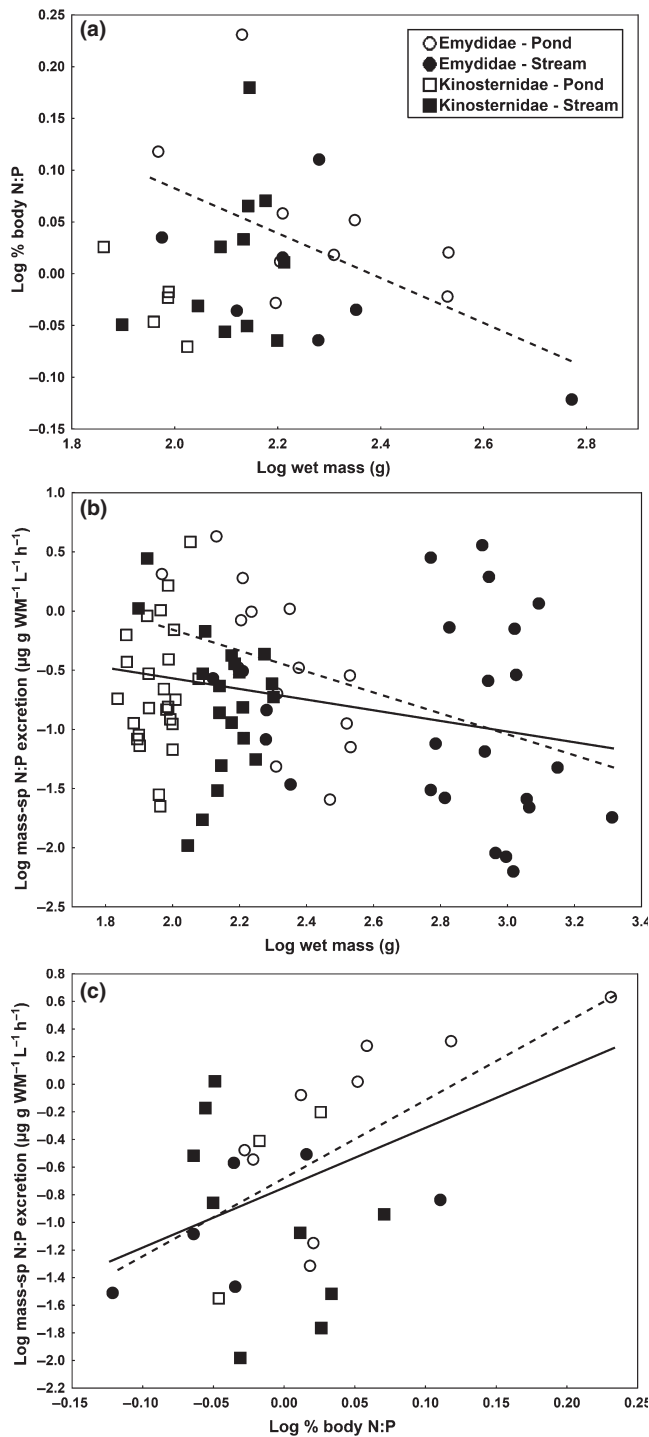 (a)
Emydidae - Pond
Emydidae - Stream
Kinosternidae - Pond
Kinosternidae - Stream
0.25
0.20
0.15
0.10
0.05
0.00
–0.05
–0.10
–0.15
Log % body N:P
1.8 2.0 2.2 2.4 2.6 2.8
Log wet mass (g)
(b)
1.0
0.5
0.0
–0.5
–1.0
–1.5
–2.0
–2.5
Log mass-sp N:P excretion (µg g WM⁻¹ L⁻¹ h⁻¹)
1.8 2.0 2.2 2.4 2.6 2.8 3.0 3.2 3.4
Log wet mass (g)
(c)
0.8
0.6
0.4
0.2
0.0
–0.2
–0.4
–0.6
–0.8
–1.0
–1.2
–1.4
–1.6
–1.8
–2.0
–2.2
Log mass-sp N:P excretion (µg g WM⁻¹ L⁻¹ h⁻¹)
–0.15 –0.10 –0.05 0.00 0.05 0.10 0.15 0.20 0.25
Log % body N:P